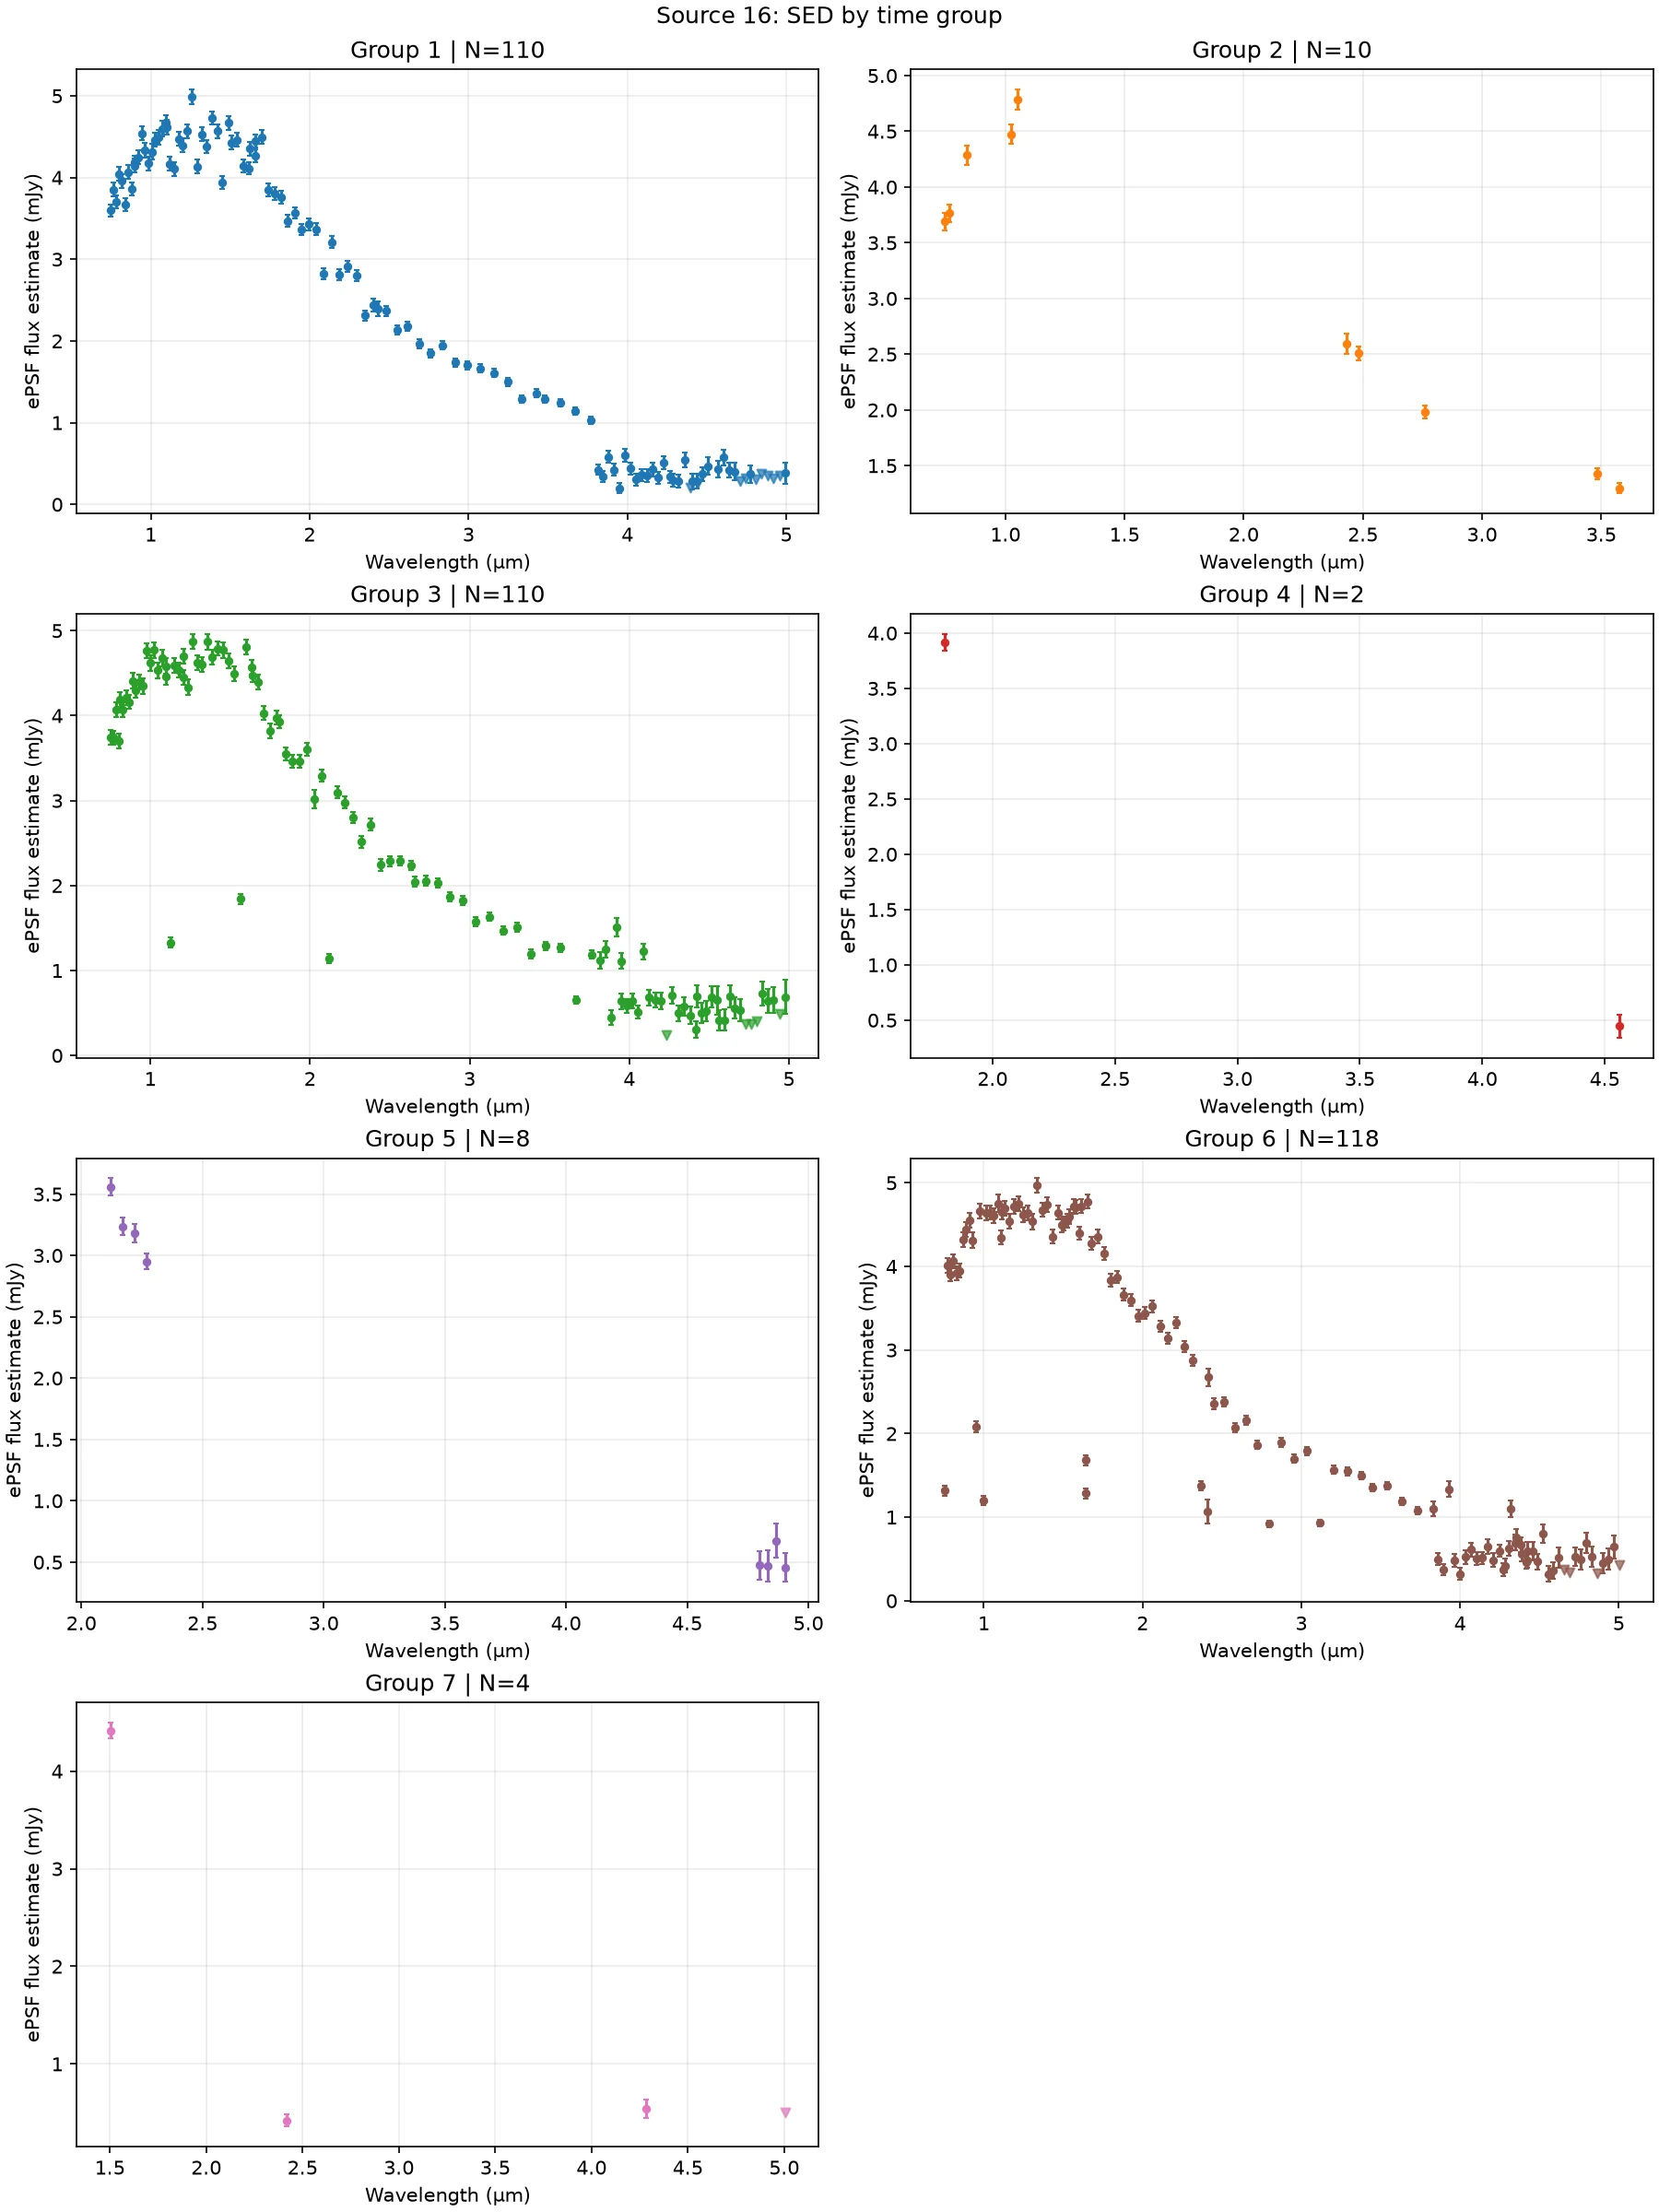 Source 16: SED by time group
Group 1 | N=110
ePSF flux estimate (mJy)
5
4
3
2
1
0
1 2 3 4 5
Wavelength (µm)
Group 2 | N=10
ePSF flux estimate (mJy)
5.0
4.5
4.0
3.5
3.0
2.5
2.0
1.5
1.0 1.5 2.0 2.5 3.0 3.5
Wavelength (µm)
Group 3 | N=110
ePSF flux estimate (mJy)
5
4
3
2
1
0
1 2 3 4 5
Wavelength (µm)
Group 4 | N=2
ePSF flux estimate (mJy)
4.0
3.5
3.0
2.5
2.0
1.5
1.0
0.5
2.0 2.5 3.0 3.5 4.0 4.5
Wavelength (µm)
Group 5 | N=8
ePSF flux estimate (mJy)
3.5
3.0
2.5
2.0
1.5
1.0
0.5
2.0 2.5 3.0 3.5 4.0 4.5 5.0
Wavelength (µm)
Group 6 | N=118
ePSF flux estimate (mJy)
5
4
3
2
1
0
1 2 3 4 5
Wavelength (µm)
Group 7 | N=4
ePSF flux estimate (mJy)
4
3
2
1
1.5 2.0 2.5 3.0 3.5 4.0 4.5 5.0
Wavelength (µm)